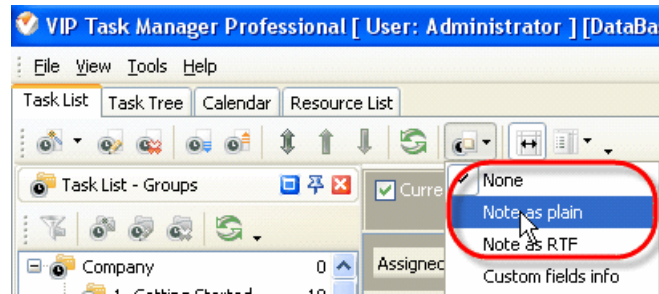 VIP Task Manager Professional [ User: Administrator ] [DataBa
File View Tools Help
Task List Task Tree Calendar Resource List
Task List - Groups
Curre
None
Note as plain
Note as RTF
Custom fields info
Company 0
Assigned
1. Getting Started 18